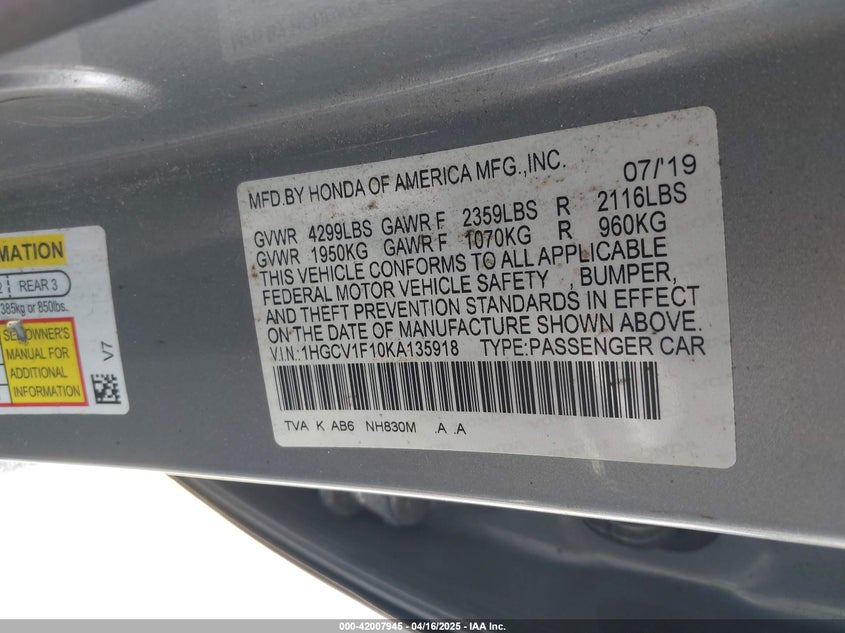 MFD.BY HONDA OF AMERICA MFG.,INC. 07/'19
GVWR 4299LBS GAWR F 2359LBS R 2116LBS
GVWR 1950KG GAWR F 1070KG R 960KG
THIS VEHICLE CONFORMS TO ALL APPLICABLE
FEDERAL MOTOR VEHICLE SAFETY , BUMPER,
AND THEFT PREVENTION STANDARDS IN EFFECT
ON THE DATE OF MANUFACTURE SHOWN ABOVE.
V.I.N.:1HGCV1F10KA135918 TYPE:PASSENGER CAR
TVA K AB6 NH830M .A .A
MATION
2 REAR 3
385kg or 850lbs.
SEE OWNER'S
MANUAL FOR
ADDITIONAL
INFORMATION
V7
000-42007945 - 04/16/2025 - IAA Inc.